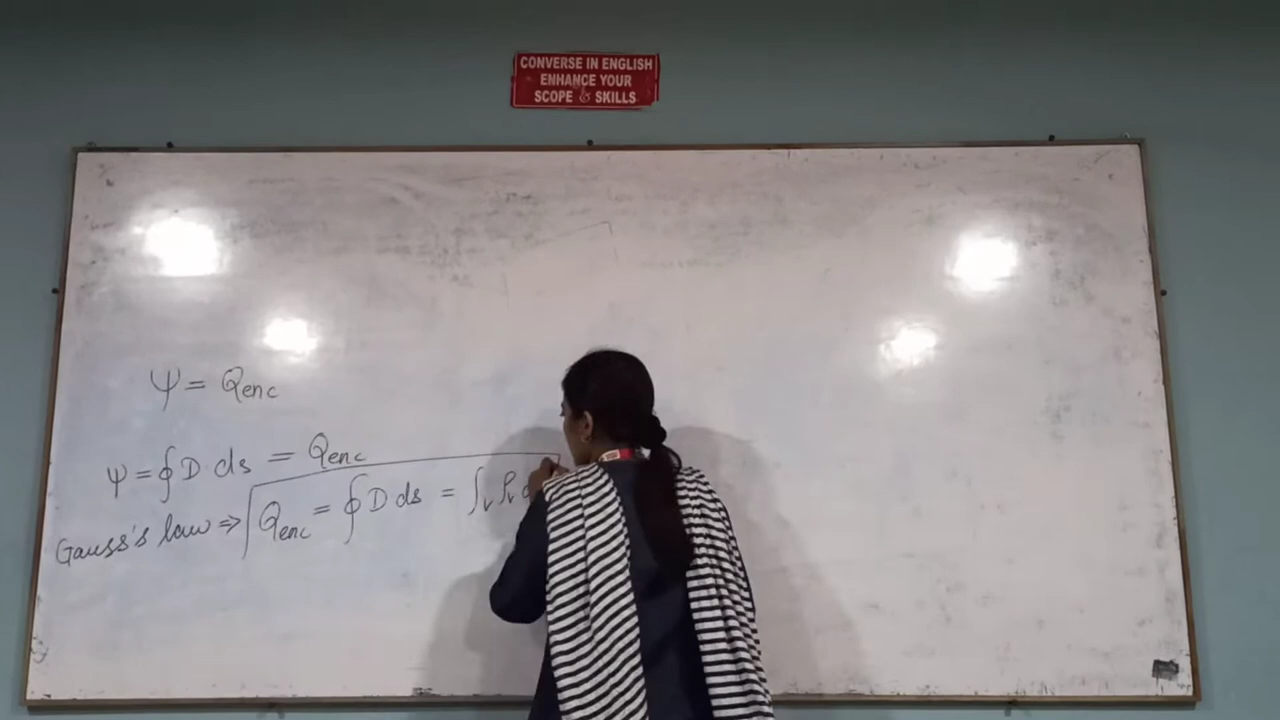 CONVERSE IN ENGLISH
ENHANCE YOUR
SCOPE & SKILLS
Ψ = Qenc
Ψ = ∮ D ds = Qenc
Gauss's law ⇒ Qenc = ∮ D ds = ∫v ρv